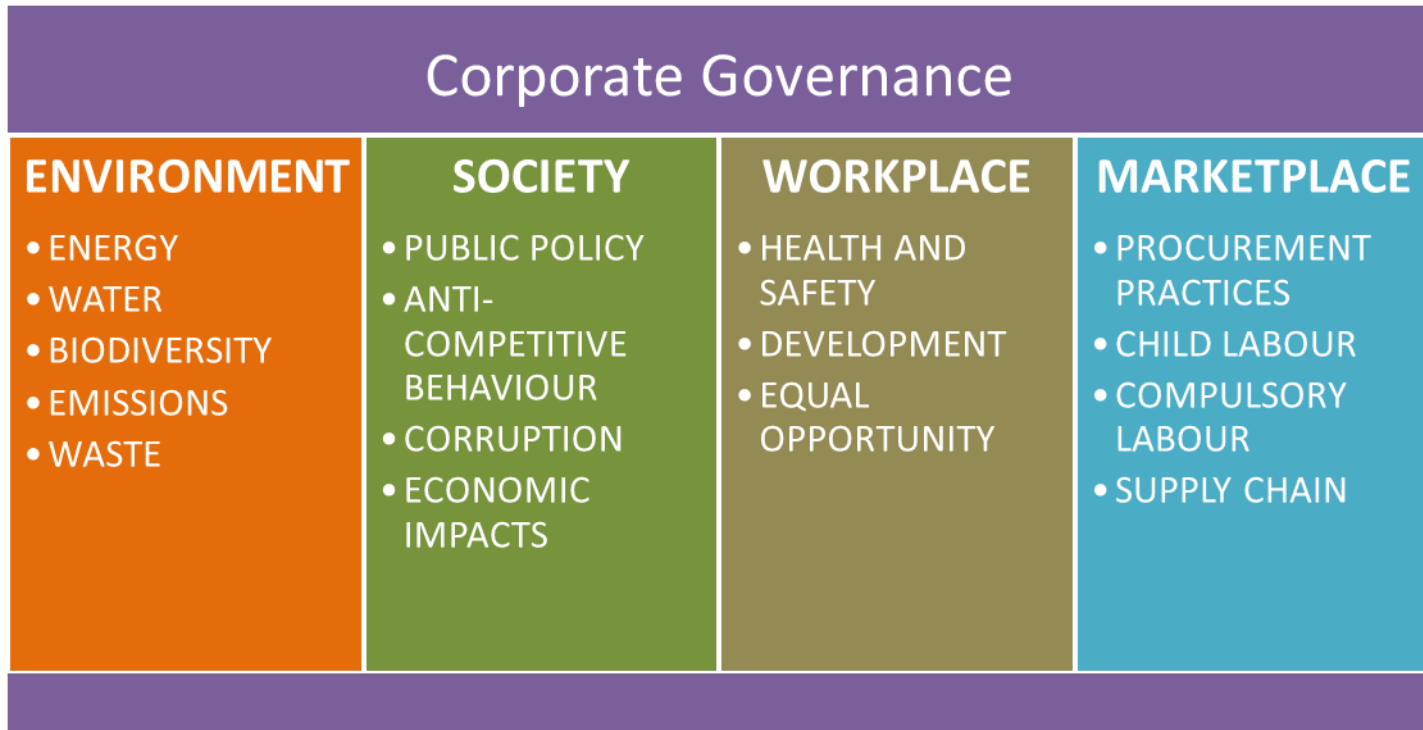 Corporate Governance
ENVIRONMENT
• ENERGY
• WATER
• BIODIVERSITY
• EMISSIONS
• WASTE
SOCIETY
• PUBLIC POLICY
• ANTI-
COMPETITIVE
BEHAVIOUR
• CORRUPTION
• ECONOMIC
IMPACTS
WORKPLACE
• HEALTH AND
SAFETY
• DEVELOPMENT
• EQUAL
OPPORTUNITY
MARKETPLACE
• PROCUREMENT
PRACTICES
• CHILD LABOUR
• COMPULSORY
LABOUR
• SUPPLY CHAIN